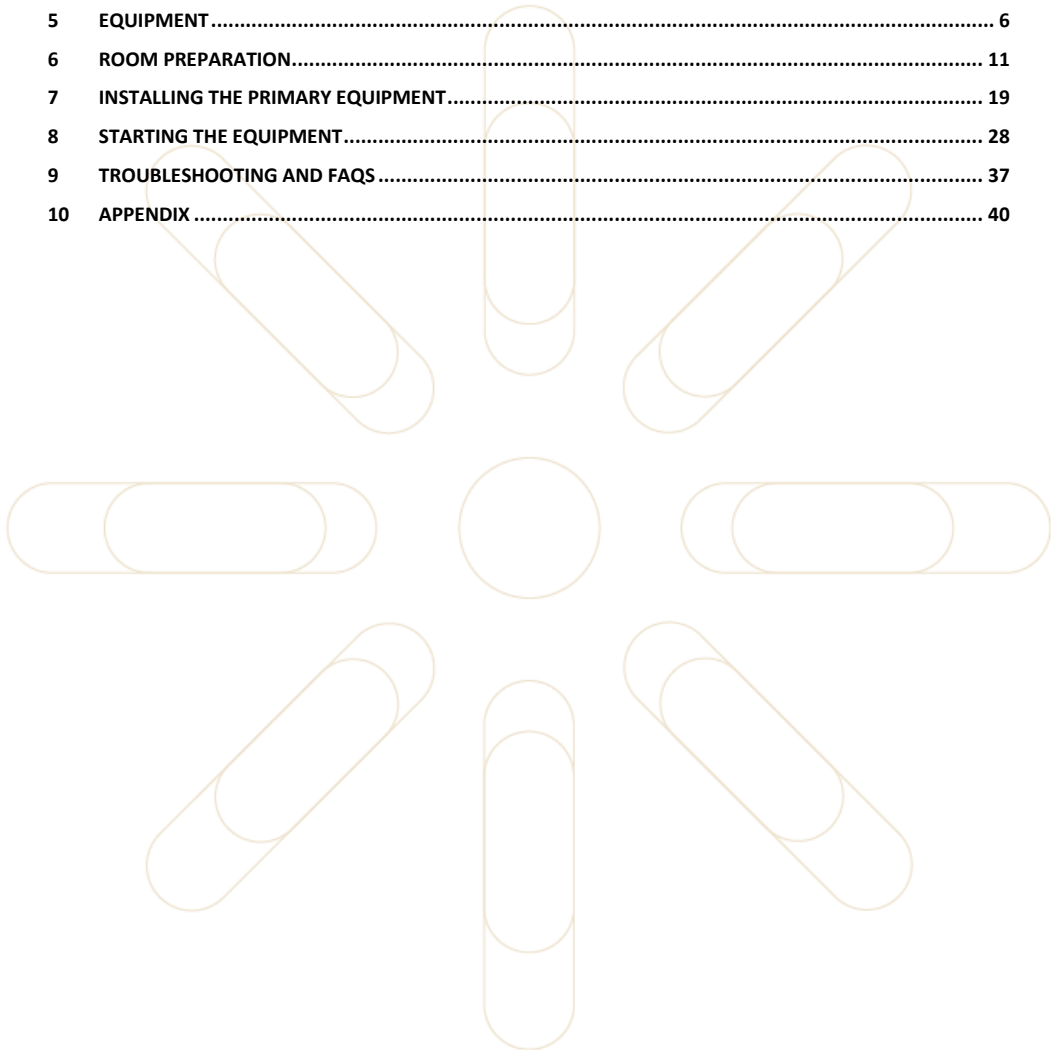 5 EQUIPMENT ........ 6
6 ROOM PREPARATION ........ 11
7 INSTALLING THE PRIMARY EQUIPMENT ........ 19
8 STARTING THE EQUIPMENT ........ 28
9 TROUBLESHOOTING AND FAQS ........ 37
10 APPENDIX ........ 40